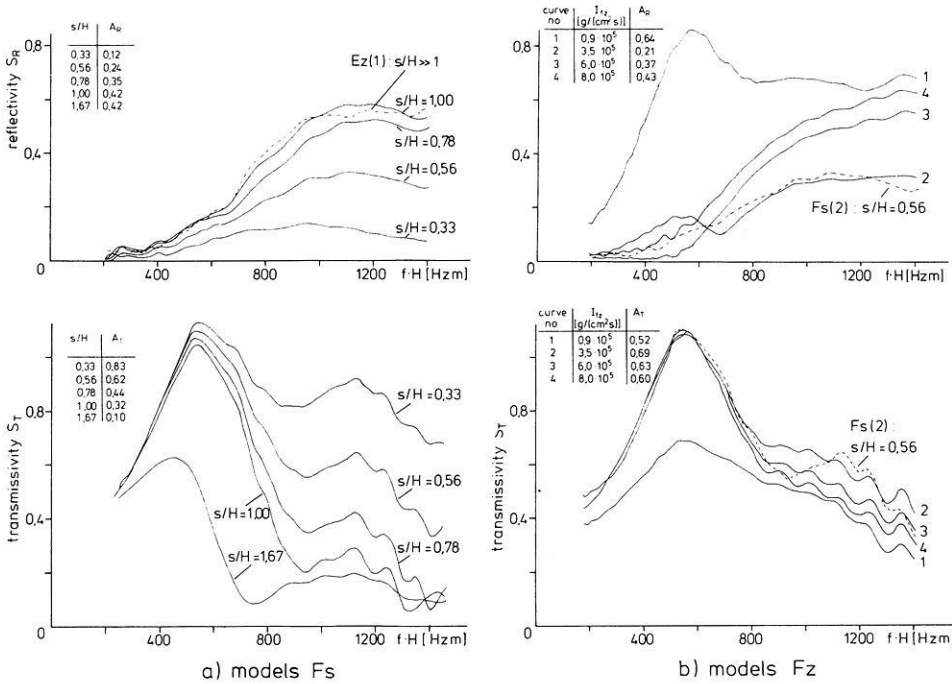 s/H A_R
0,33 0,12
0,56 0,24
0,78 0,35
1,00 0,42
1,67 0,42
reflectivity S_R
0,8
0,4
0
Ez(1) : s/H >> 1
s/H = 1,00
s/H = 0,78
s/H = 0,56
s/H = 0,33
400 800 1200 f·H [Hzm]
curve no I_fz [g/(cm²s)] A_R
1 0,9·10⁵ 0,64
2 3,5·10⁵ 0,21
3 6,0·10⁵ 0,37
4 8,0·10⁵ 0,43
0,8
0,4
0
1
4
3
2
Fs(2) : s/H = 0,56
400 800 1200 f·H [Hzm]
s/H A_T
0,33 0,83
0,56 0,62
0,78 0,44
1,00 0,32
1,67 0,10
transmissivity S_T
0,8
0,4
0
s/H = 0,33
s/H = 0,56
s/H = 1,00
s/H = 0,78
s/H = 1,67
400 800 1200 f·H [Hzm]
a) models Fs
curve no I_fz [g/(cm²s)] A_T
1 0,9·10⁵ 0,52
2 3,5·10⁵ 0,69
3 6,0·10⁵ 0,63
4 8,0·10⁵ 0,60
transmissivity S_T
0,8
0,4
0
Fs(2) :
s/H = 0,56
2
3
4
1
400 800 1200 f·H [Hzm
b) models Fz